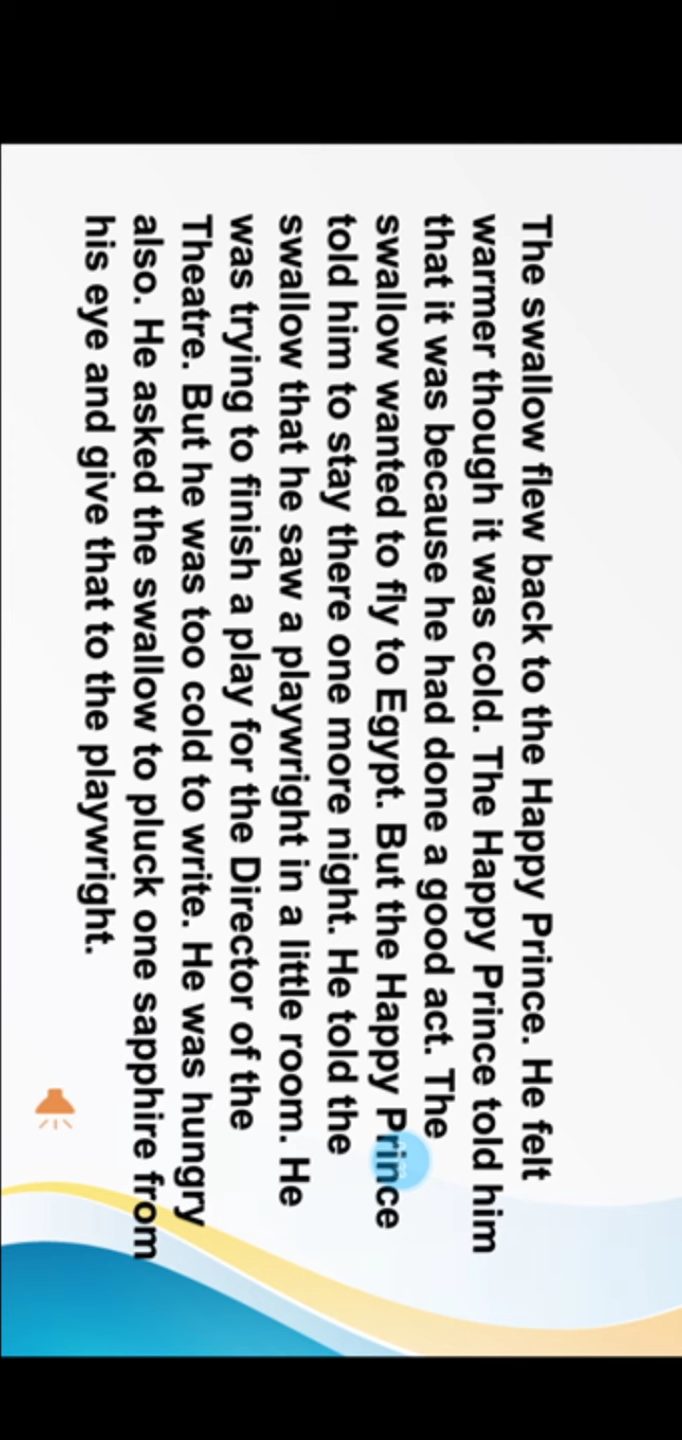 The swallow flew back to the Happy Prince. He felt
warmer though it was cold. The Happy Prince told him
that it was because he had done a good act. The
swallow wanted to fly to Egypt. But the Happy Prince
told him to stay there one more night. He told the
swallow that he saw a playwright in a little room. He
was trying to finish a play for the Director of the
Theatre. But he was too cold to write. He was hungry
also. He asked the swallow to pluck one sapphire from
his eye and give that to the playwright.